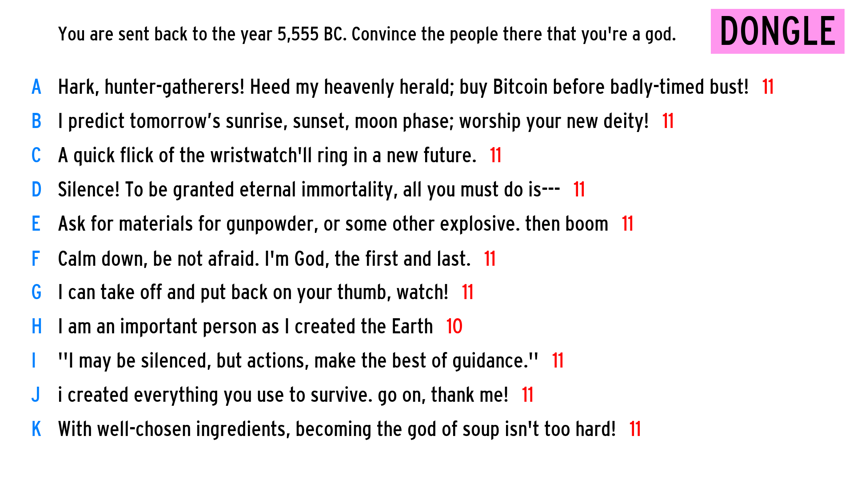 You are sent back to the year 5,555 BC. Convince the people there that you're a god.
DONGLE
A Hark, hunter-gatherers! Heed my heavenly herald; buy Bitcoin before badly-timed bust! 11
B I predict tomorrow’s sunrise, sunset, moon phase; worship your new deity! 11
C A quick flick of the wristwatch'll ring in a new future. 11
D Silence! To be granted eternal immortality, all you must do is--- 11
E Ask for materials for gunpowder, or some other explosive. then boom 11
F Calm down, be not afraid. I'm God, the first and last. 11
G I can take off and put back on your thumb, watch! 11
H I am an important person as I created the Earth 10
I "I may be silenced, but actions, make the best of guidance." 11
J i created everything you use to survive. go on, thank me! 11
K With well-chosen ingredients, becoming the god of soup isn't too hard! 11